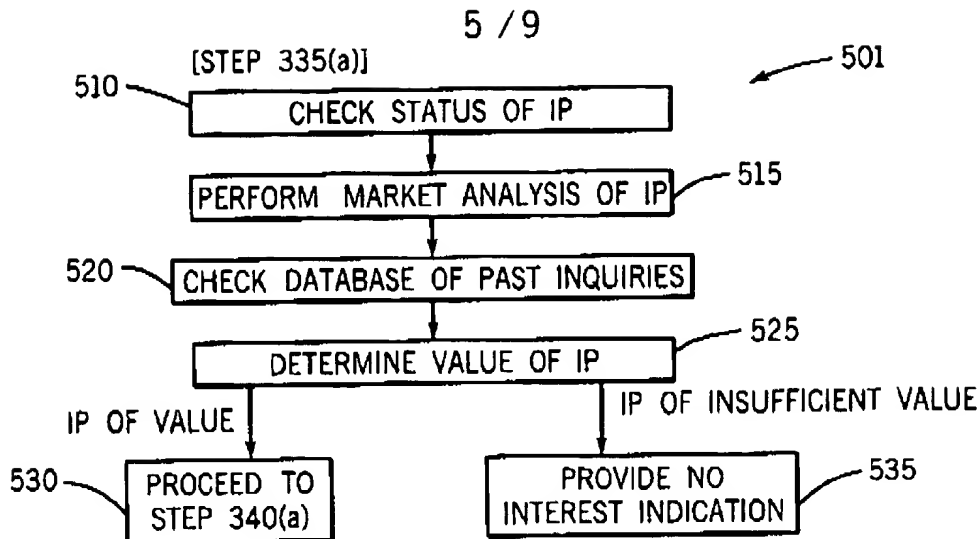 5 / 9
[STEP 335(a)]
501
510
CHECK STATUS OF IP
PERFORM MARKET ANALYSIS OF IP
515
520
CHECK DATABASE OF PAST INQUIRIES
525
DETERMINE VALUE OF IP
IP OF VALUE
IP OF INSUFFICIENT VALUE
530
PROCEED TO
STEP 340(a)
PROVIDE NO
INTEREST INDICATION
535